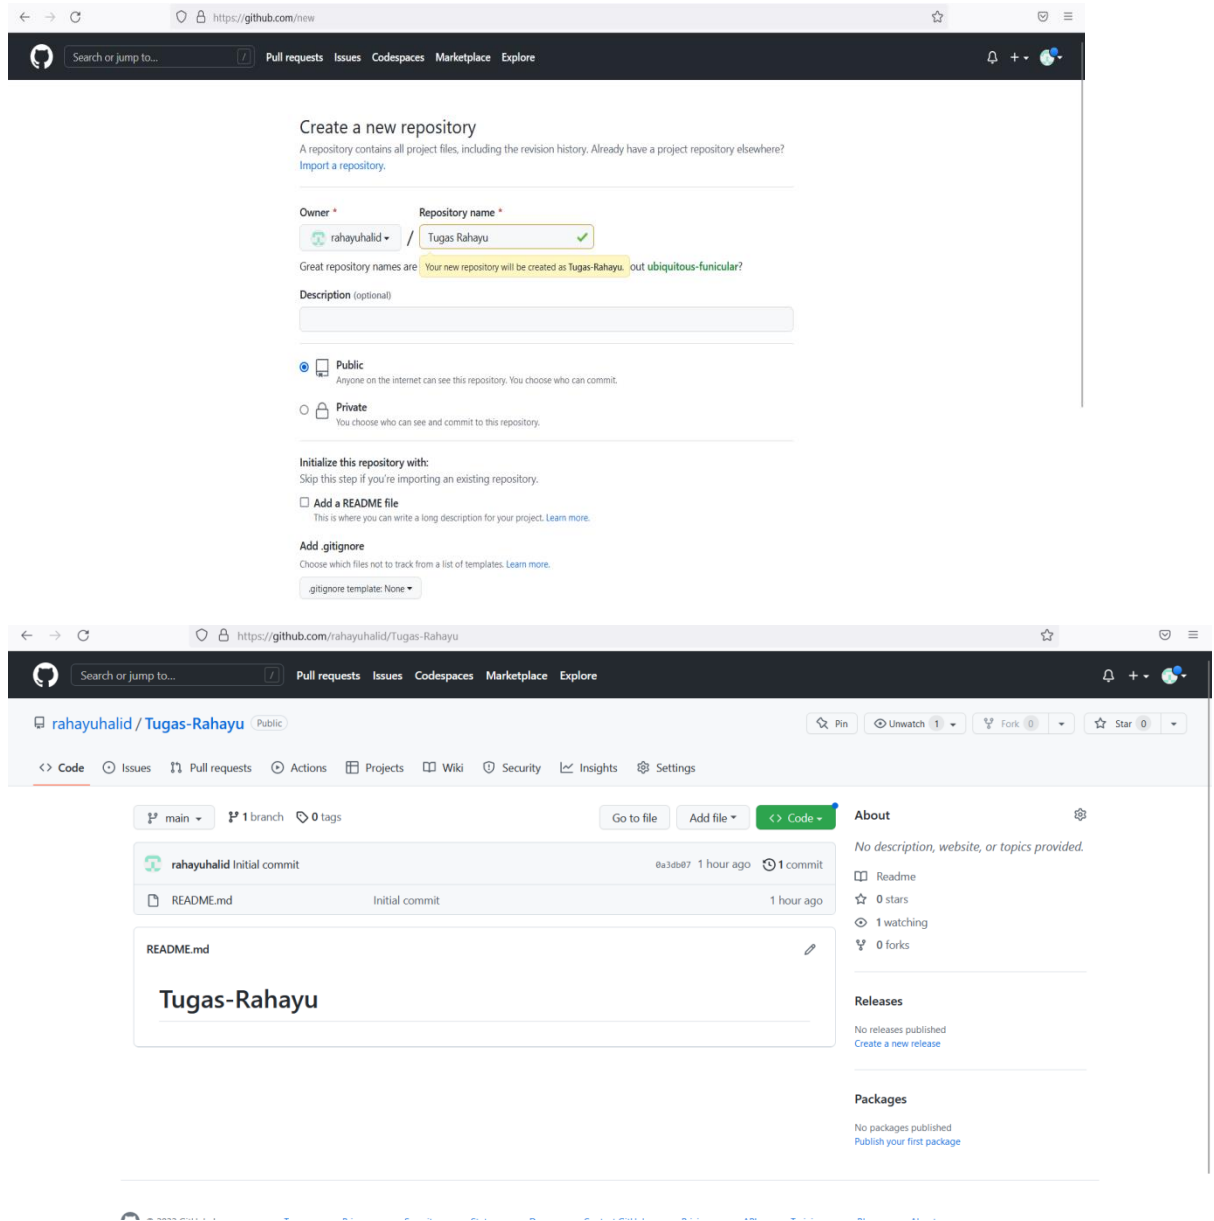 https://github.com/new
Search or jump to... / Pull requests Issues Codespaces Marketplace Explore
Create a new repository
A repository contains all project files, including the revision history. Already have a project repository elsewhere?
Import a repository.
Owner * Repository name *
rahayuhalid / Tugas Rahayu
Great repository names are Your new repository will be created as Tugas-Rahayu. out ubiquitous-funicular?
Description (optional)
Public
Anyone on the internet can see this repository. You choose who can commit.
Private
You choose who can see and commit to this repository.
Initialize this repository with:
Skip this step if you're importing an existing repository.
Add a README file
This is where you can write a long description for your project. Learn more.
Add .gitignore
Choose which files not to track from a list of templates. Learn more.
.gitignore template: None
https://github.com/rahayuhalid/Tugas-Rahayu
Search or jump to... / Pull requests Issues Codespaces Marketplace Explore
rahayuhalid / Tugas-Rahayu Public Pin Unwatch 1 Fork 0 Star 0
<> Code Issues Pull requests Actions Projects Wiki Security Insights Settings
main 1 branch 0 tags Go to file Add file <> Code
rahayuhalid Initial commit 0a3db07 1 hour ago 1 commit
README.md Initial commit 1 hour ago
README.md
Tugas-Rahayu
About
No description, website, or topics provided.
Readme
0 stars
1 watching
0 forks
Releases
No releases published
Create a new release
Packages
No packages published
Publish your first package